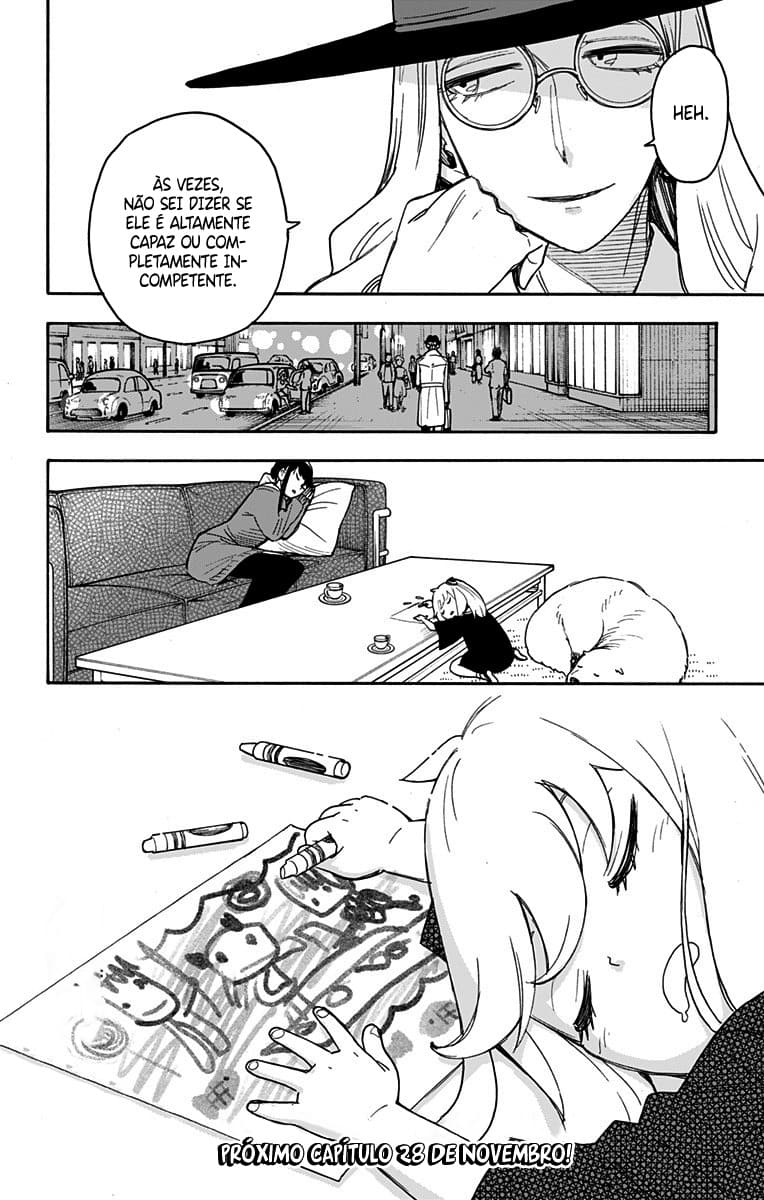 HEH.
ÀS VEZES,
NÃO SEI DIZER SE
ELE É ALTAMENTE
CAPAZ OU COM-
PLETAMENTE IN-
COMPETENTE.
PRÓXIMO CAPÍTULO 28 DE NOVEMBRO!